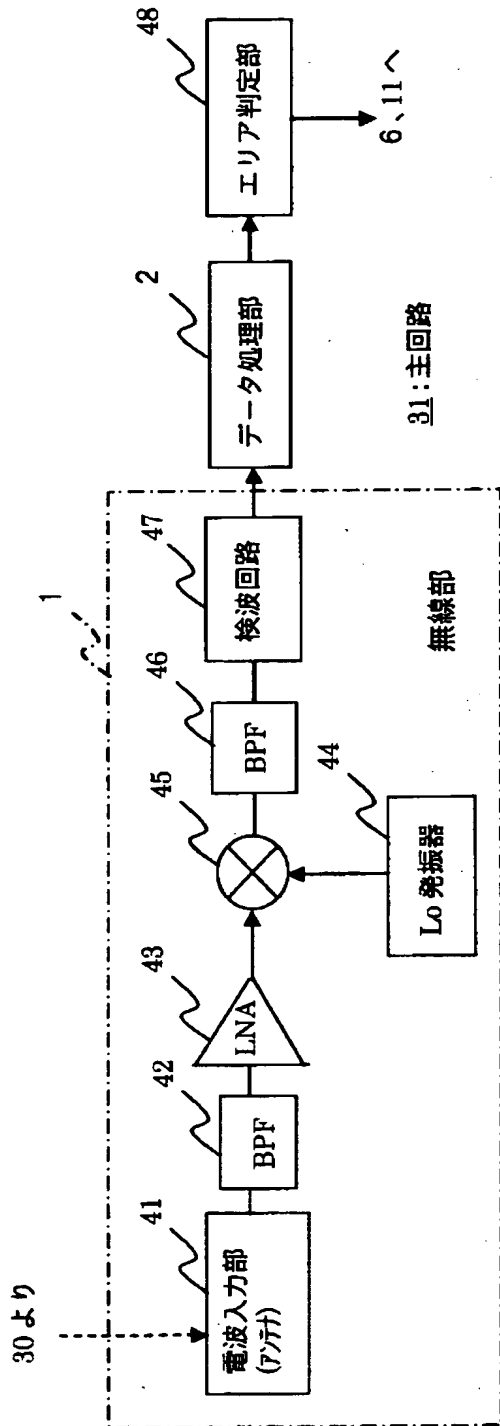 30より
1
41
電波入力部
(アンテナ)
42
BPF
43
LNA
45
44
Lo発振器
46
BPF
47
検波回路
無線部
2
データ処理部
31:主回路
48
エリア判定部
6、11へ